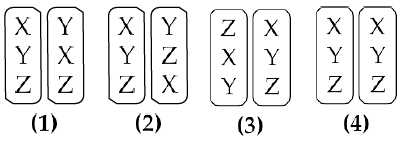 X Y X Y Z X X X
Y X Y Z X Y Y Y
Z Z Z X Y Z Z Z
(1) (2) (3) (4)